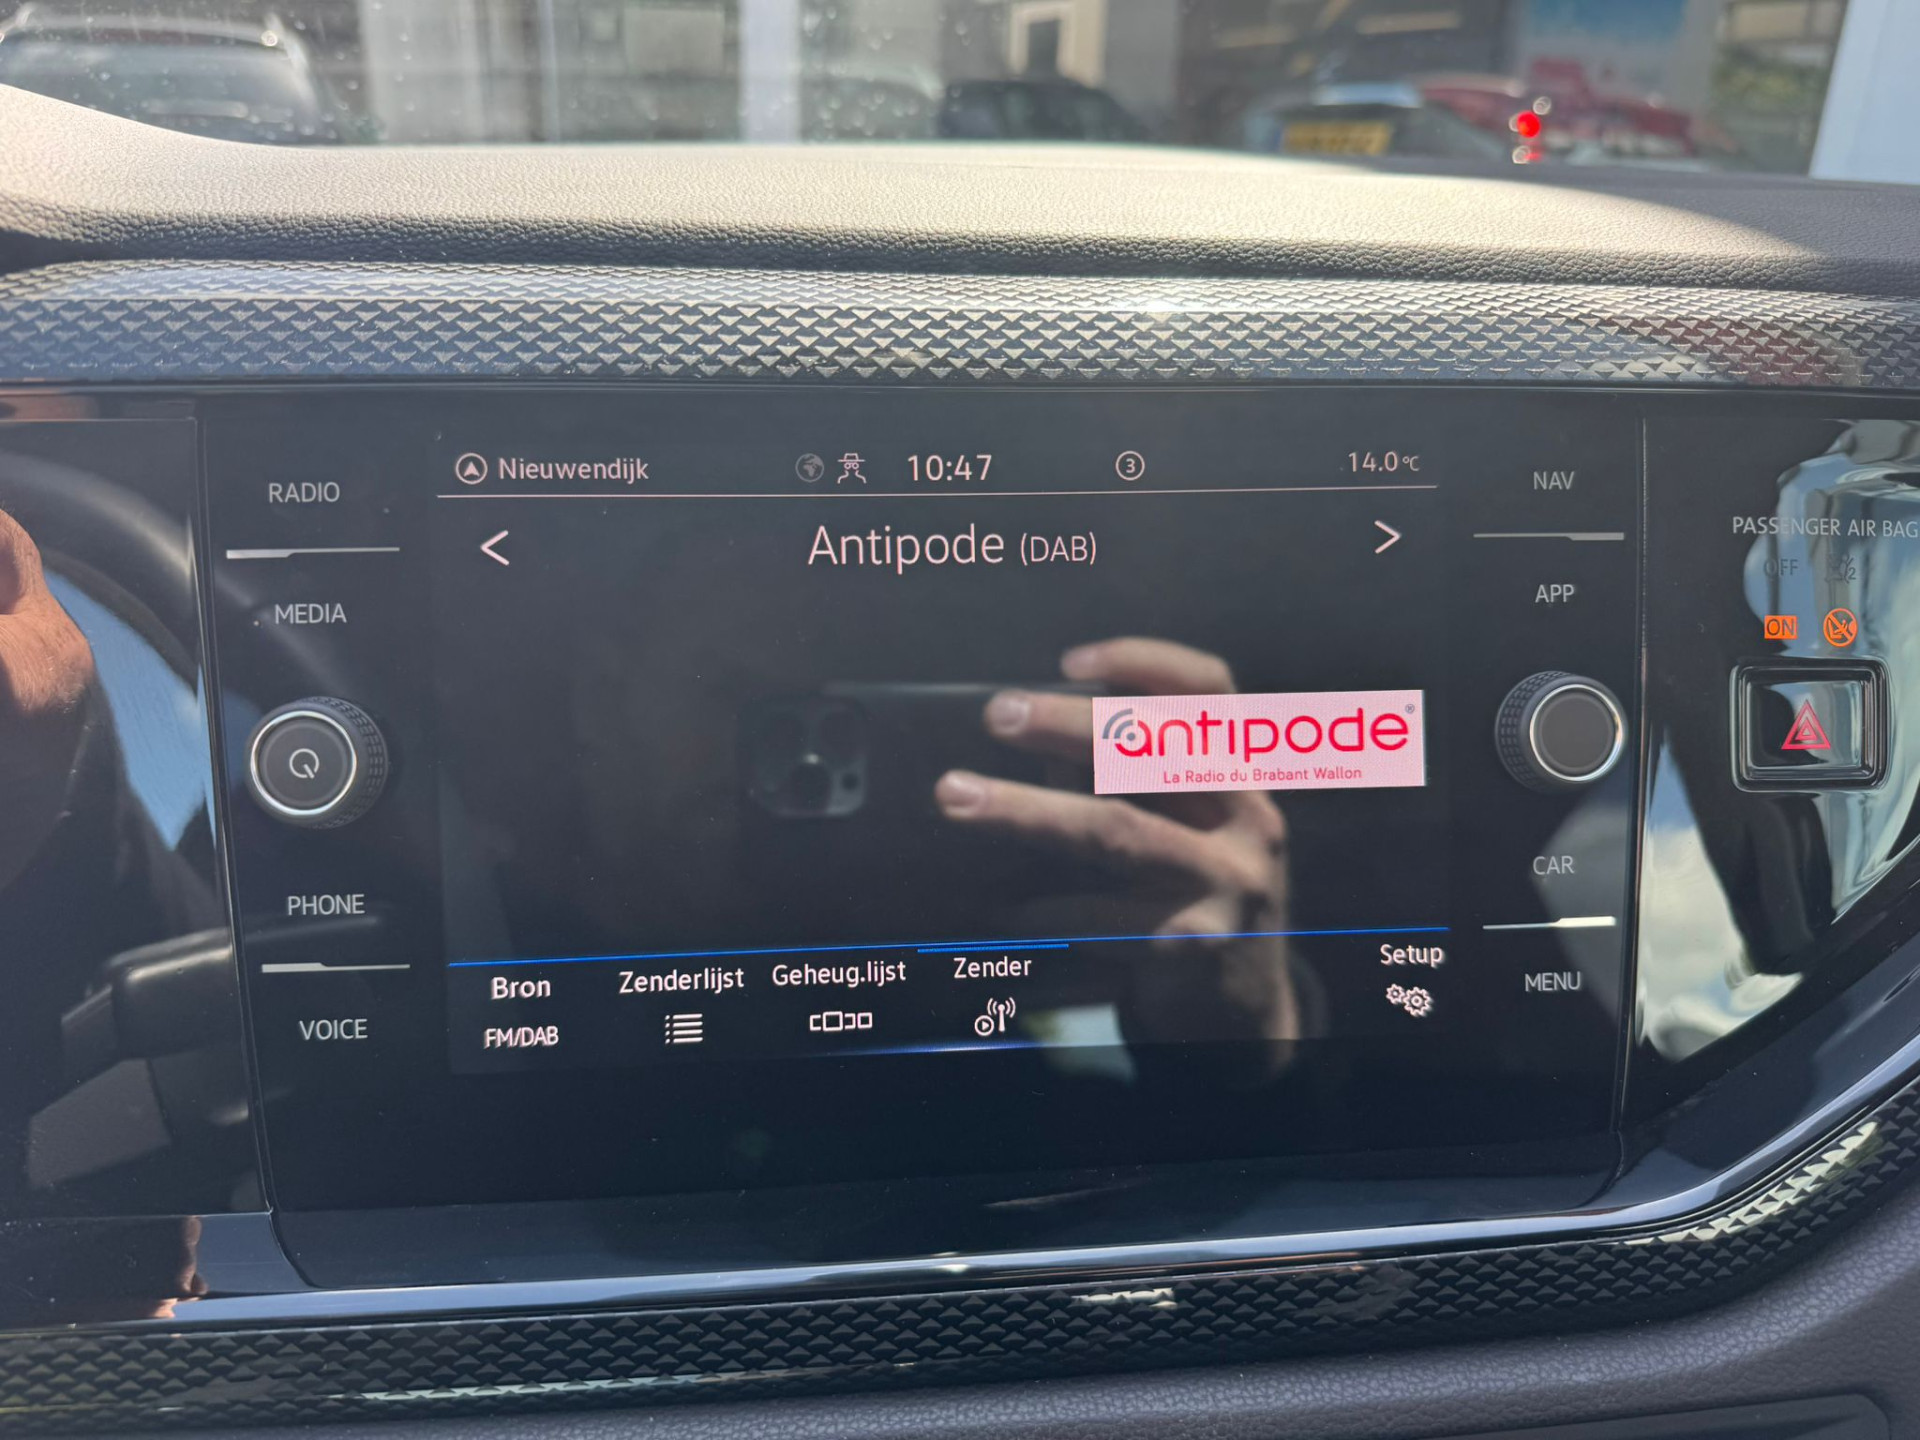 Nieuwendijk 10:47 3 14.0°C
Antipode (DAB)
antipode®
La Radio du Brabant Wallon
Bron Zenderlijst Geheug.lijst Zender Setup
FM/DAB
RADIO
MEDIA
PHONE
VOICE
NAV
APP
CAR
MENU
PASSENGER AIR BAG
OFF
ON